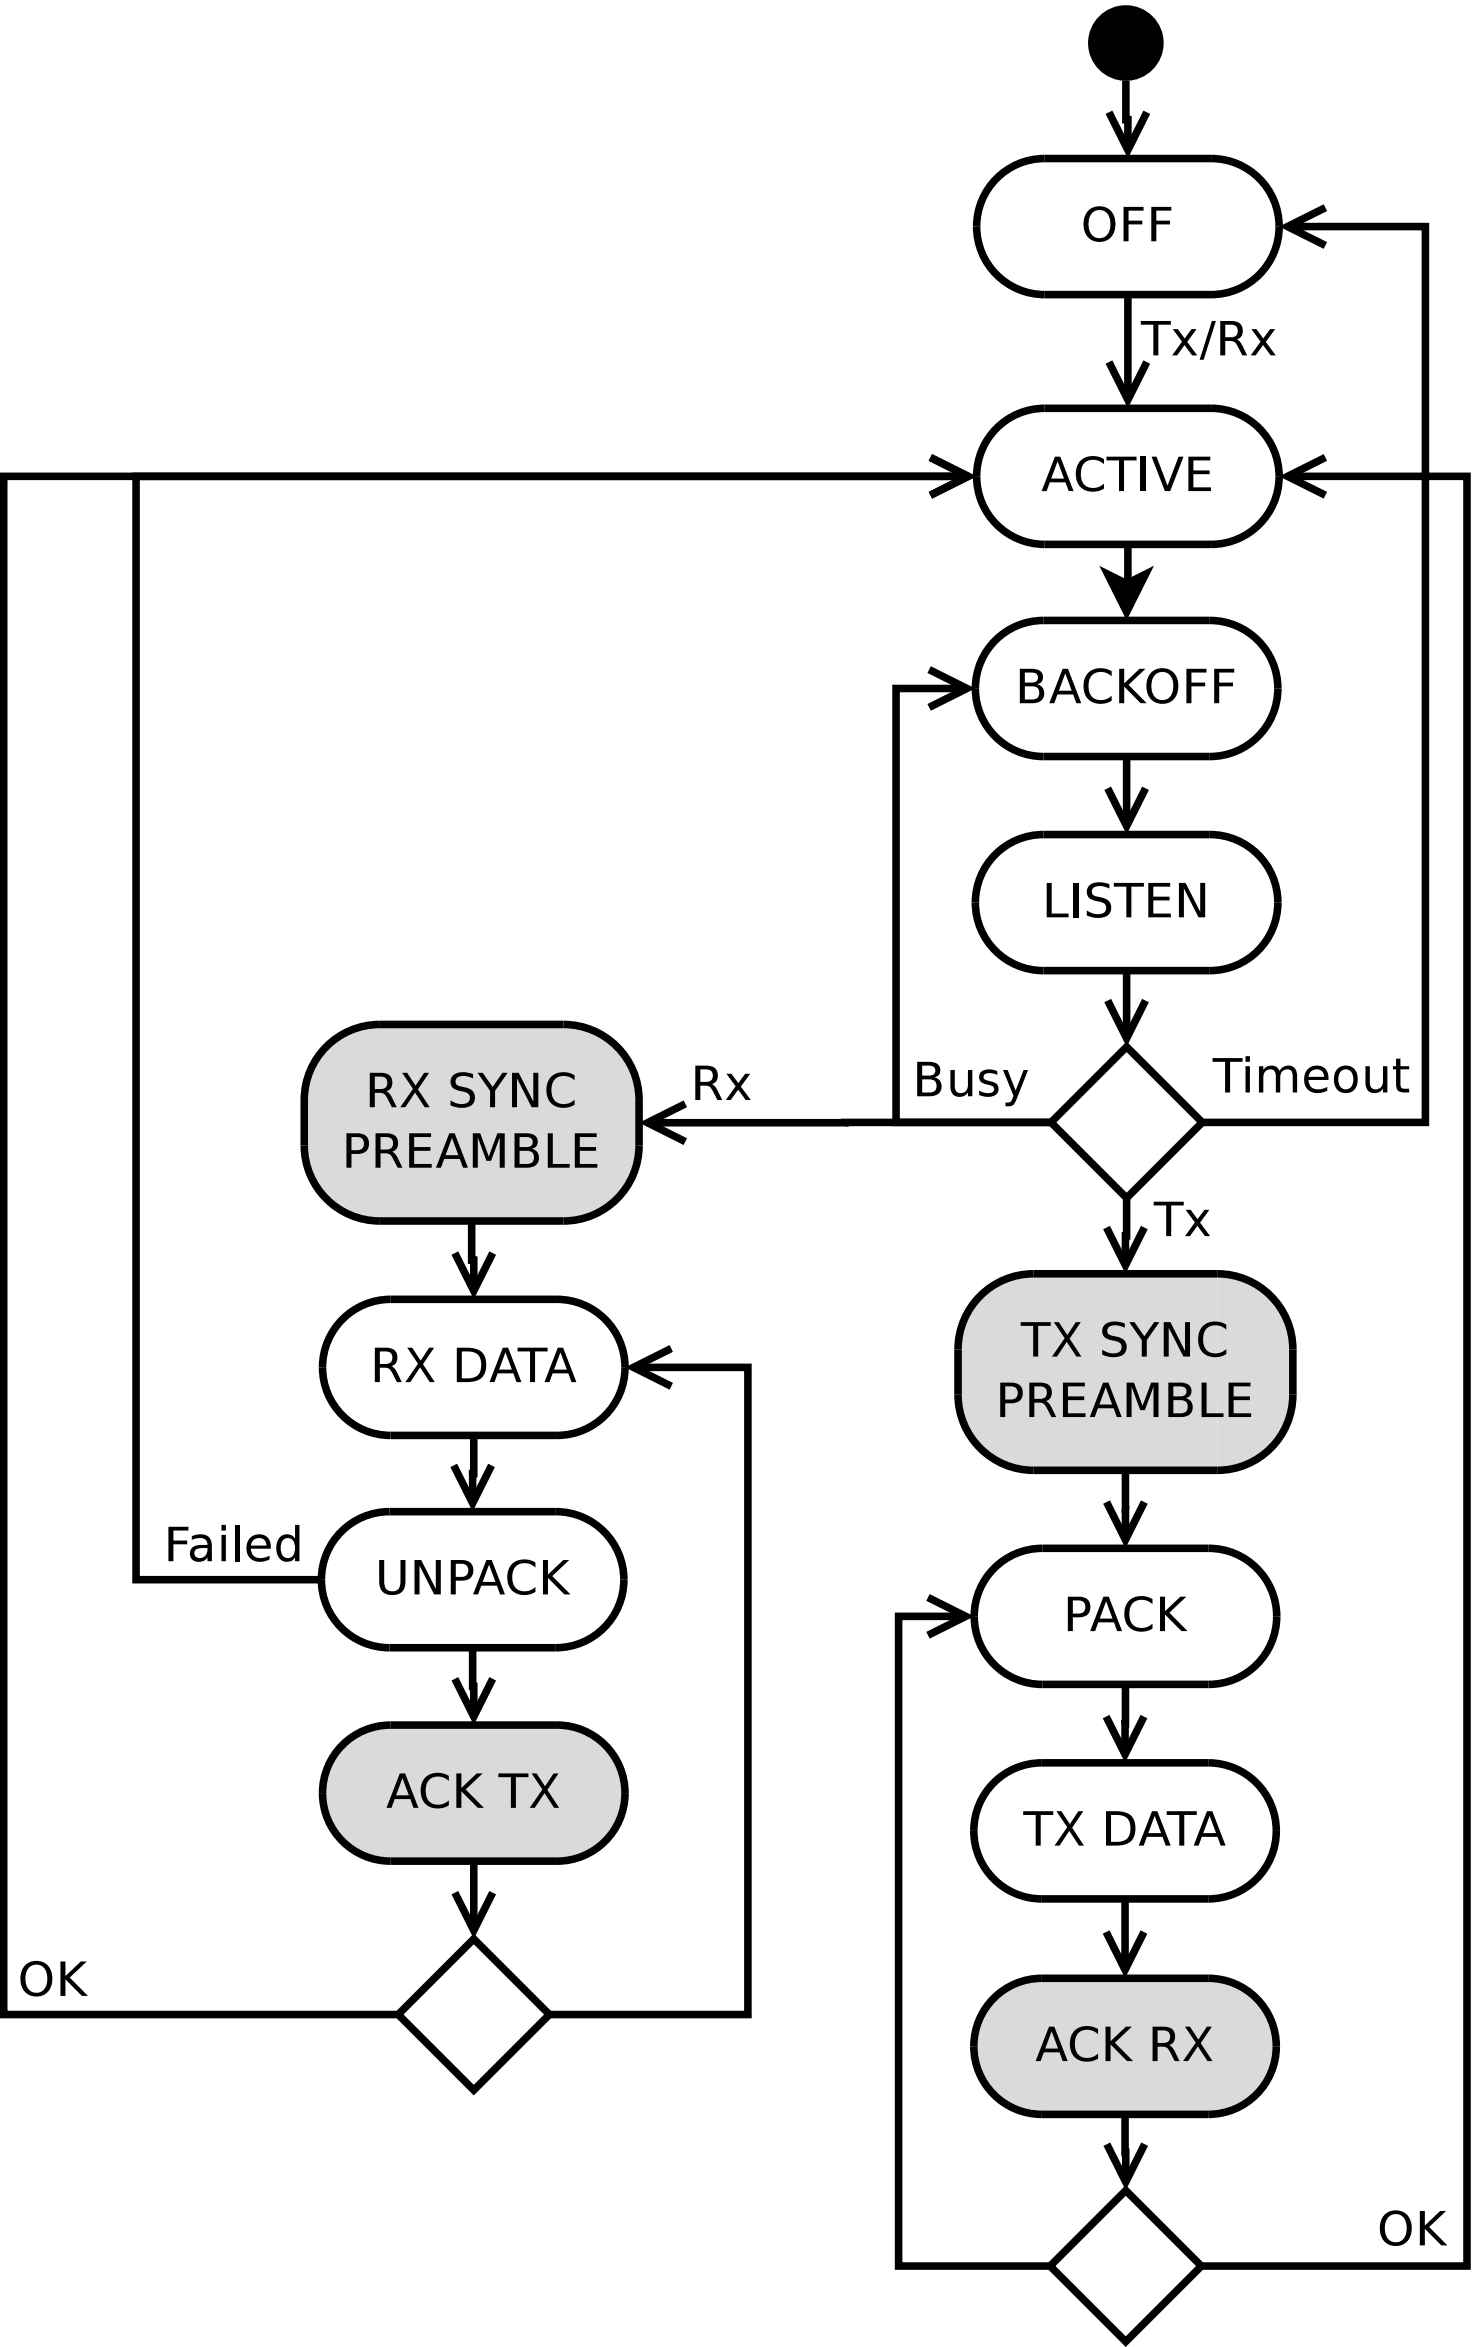 OFF
Tx/Rx
ACTIVE
BACKOFF
LISTEN
Busy
Timeout
Rx
Tx
RX SYNC
PREAMBLE
RX DATA
Failed
UNPACK
ACK TX
OK
TX SYNC
PREAMBLE
PACK
TX DATA
ACK RX
OK